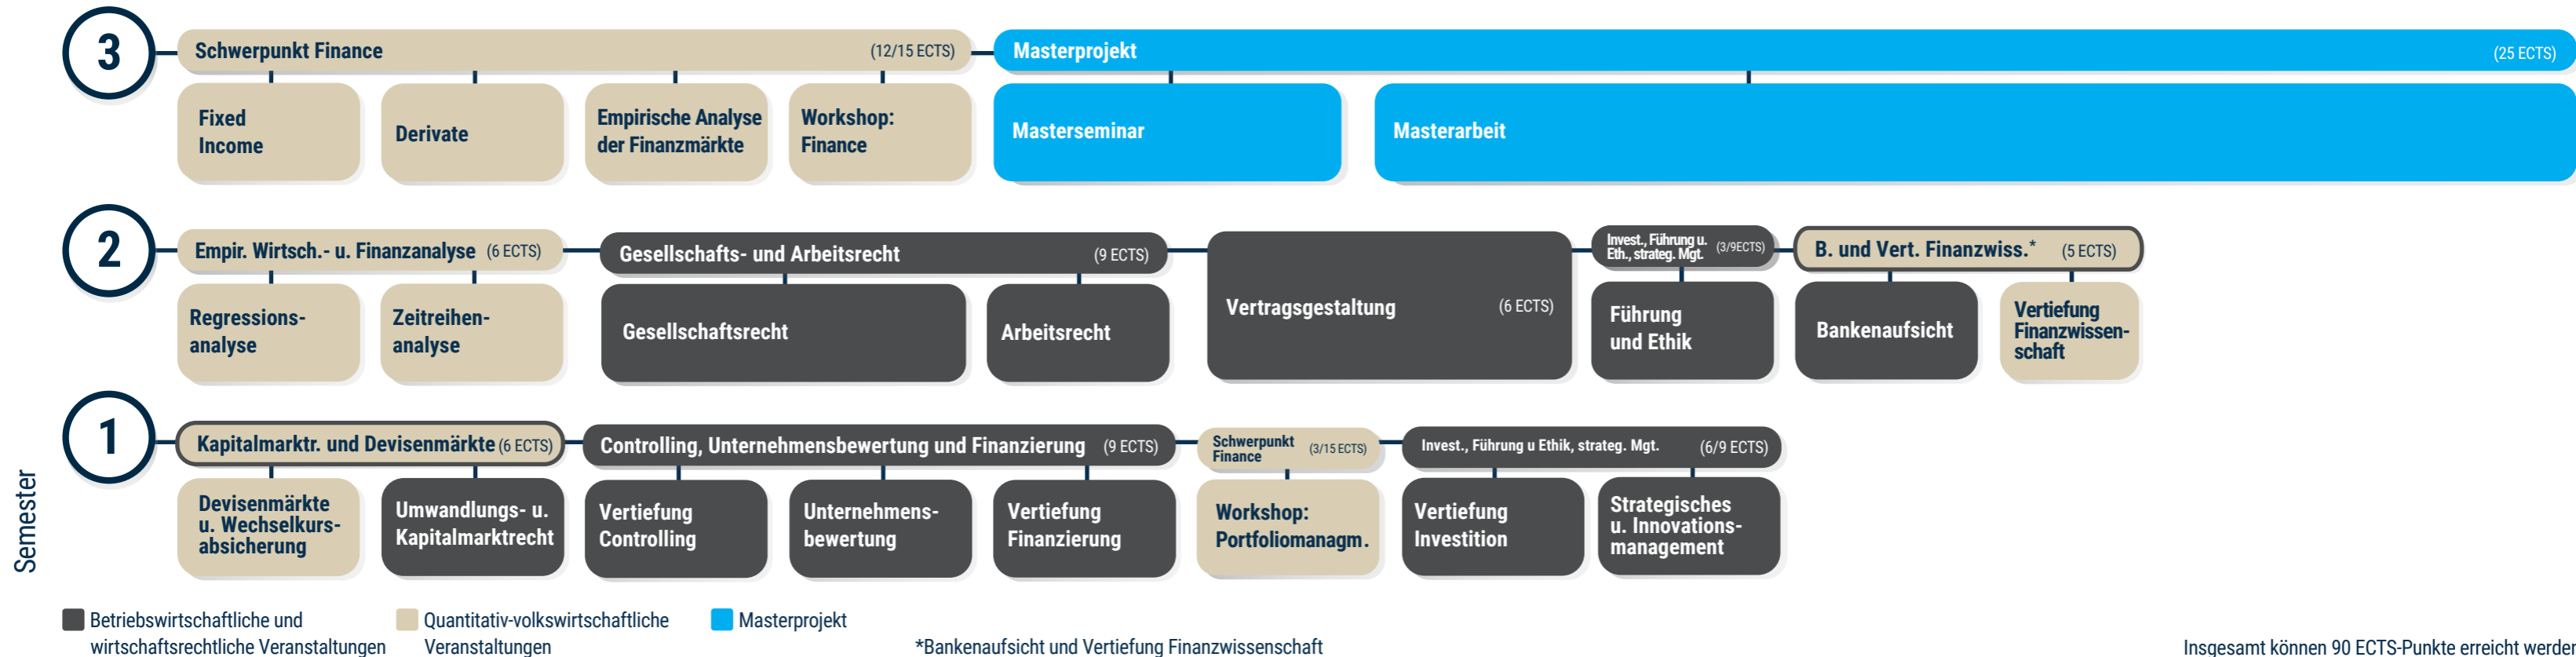 3
Schwerpunkt Finance (12/15 ECTS)
Masterprojekt (25 ECTS)
Fixed
Income
Derivate
Empirische Analyse
der Finanzmärkte
Workshop:
Finance
Masterseminar
Masterarbeit
2
Empir. Wirtsch.- u. Finanzanalyse (6 ECTS)
Gesellschafts- und Arbeitsrecht (9 ECTS)
Vertragsgestaltung (6 ECTS)
Invest., Führung u.
Eth., strateg. Mgt. (3/9ECTS)
B. und Vert. Finanzwiss.* (5 ECTS)
Regressions-
analyse
Zeitreihen-
analyse
Gesellschaftsrecht
Arbeitsrecht
Führung
und Ethik
Bankenaufsicht
Vertiefung
Finanzwissen-
schaft
1
Kapitalmarktr. und Devisenmärkte (6 ECTS)
Controlling, Unternehmensbewertung und Finanzierung (9 ECTS)
Schwerpunkt
Finance (3/15 ECTS)
Invest., Führung u Ethik, strateg. Mgt. (6/9 ECTS)
Devisenmärkte
u. Wechselkurs-
absicherung
Umwandlungs- u.
Kapitalmarktrecht
Vertiefung
Controlling
Unternehmens-
bewertung
Vertiefung
Finanzierung
Workshop:
Portfoliomanagm.
Vertiefung
Investition
Strategisches
u. Innovations-
management
Semester
Betriebswirtschaftliche und
wirtschaftsrechtliche Veranstaltungen
Quantitativ-volkswirtschaftliche
Veranstaltungen
Masterprojekt
*Bankenaufsicht und Vertiefung Finanzwissenschaft
Insgesamt können 90 ECTS-Punkte erreicht werden